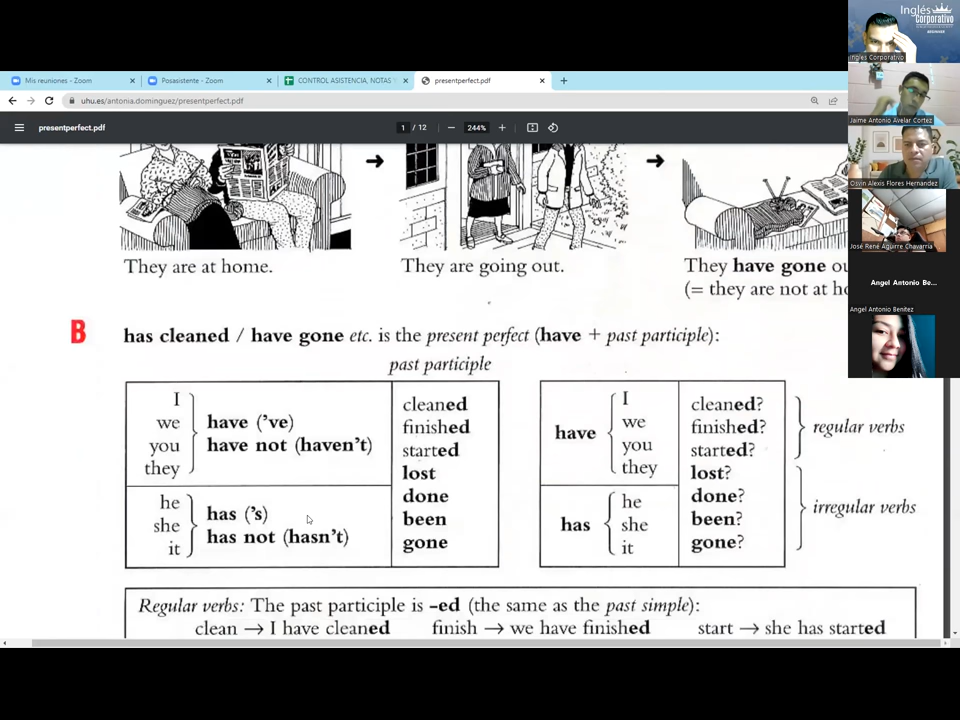 Mis reuniones - Zoom
Posasistente - Zoom
CONTROL ASISTENCIA, NOTAS
presentperfect.pdf
uhu.es/antonia.dominguez/presentperfect.pdf
presentperfect.pdf
1 / 12
244%
They are at home.
They are going out.
They have gone ou
(= they are not at ho
B
has cleaned / have gone etc. is the present perfect (have + past participle):
past participle
I
we
you
they
have ('ve)
have not (haven't)
he
she
it
has ('s)
has not (hasn't)
cleaned
finished
started
lost
done
been
gone
have
I
we
you
they
has
he
she
it
cleaned?
finished?
started?
lost?
done?
been?
gone?
regular verbs
irregular verbs
Regular verbs: The past participle is -ed (the same as the past simple):
clean → I have cleaned
finish → we have finished
start → she has started
Inglés
Corporativo
BEGINNER
Ingles Corporativo
Jaime Antonio Avelar Cortez
Osvin Alexis Flores Hernandez
José René Aguirre Chavarria
Angel Antonio Be...
Angel Antonio Benitez